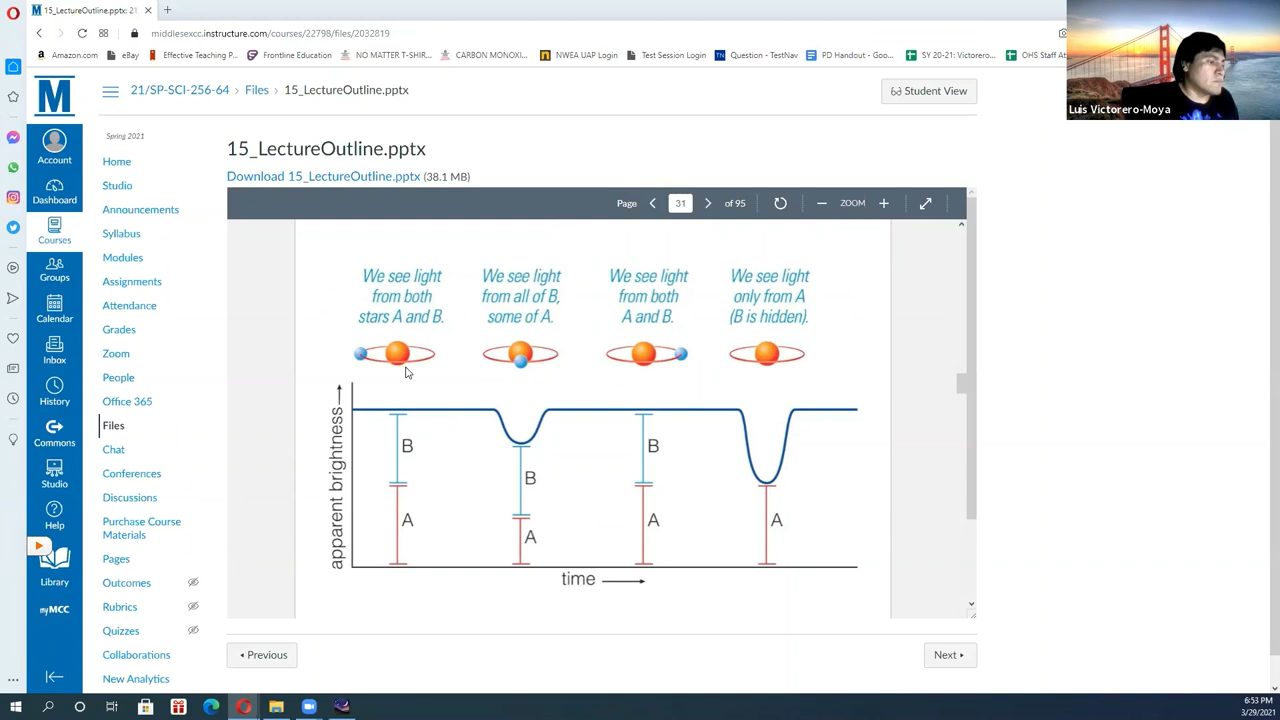 15_LectureOutline.pptx: 21
middlesexcc.instructure.com/courses/22798/files/2032819
Amazon.com
eBay
Effective Teaching P...
Frontline Education
NO MATTER T-SHIR...
CARBON MONOXI...
NWEA UAP Login
Test Session Login
Question - TestNav
PD Handout - Goo...
SY 20-21: Victorero...
OHS Staff At
Luis Victorero-Moya
M
Account
Dashboard
Courses
Groups
Calendar
Inbox
History
Commons
Studio
Help
Library
myMCC
21/SP-SCI-256-64 › Files › 15_LectureOutline.pptx
Student View
Spring 2021
Home
Studio
Announcements
Syllabus
Modules
Assignments
Attendance
Grades
Zoom
People
Office 365
Files
Chat
Conferences
Discussions
Purchase Course
Materials
Pages
Outcomes
Rubrics
Quizzes
Collaborations
New Analytics
15_LectureOutline.pptx
Download 15_LectureOutline.pptx (38.1 MB)
Page 31 of 95 ZOOM
We see light
from both
stars A and B.
We see light
from all of B,
some of A.
We see light
from both
A and B.
We see light
only from A
(B is hidden).
apparent brightness
B
A
B
A
B
A
A
time
Previous
Next
6:53 PM
3/29/2021